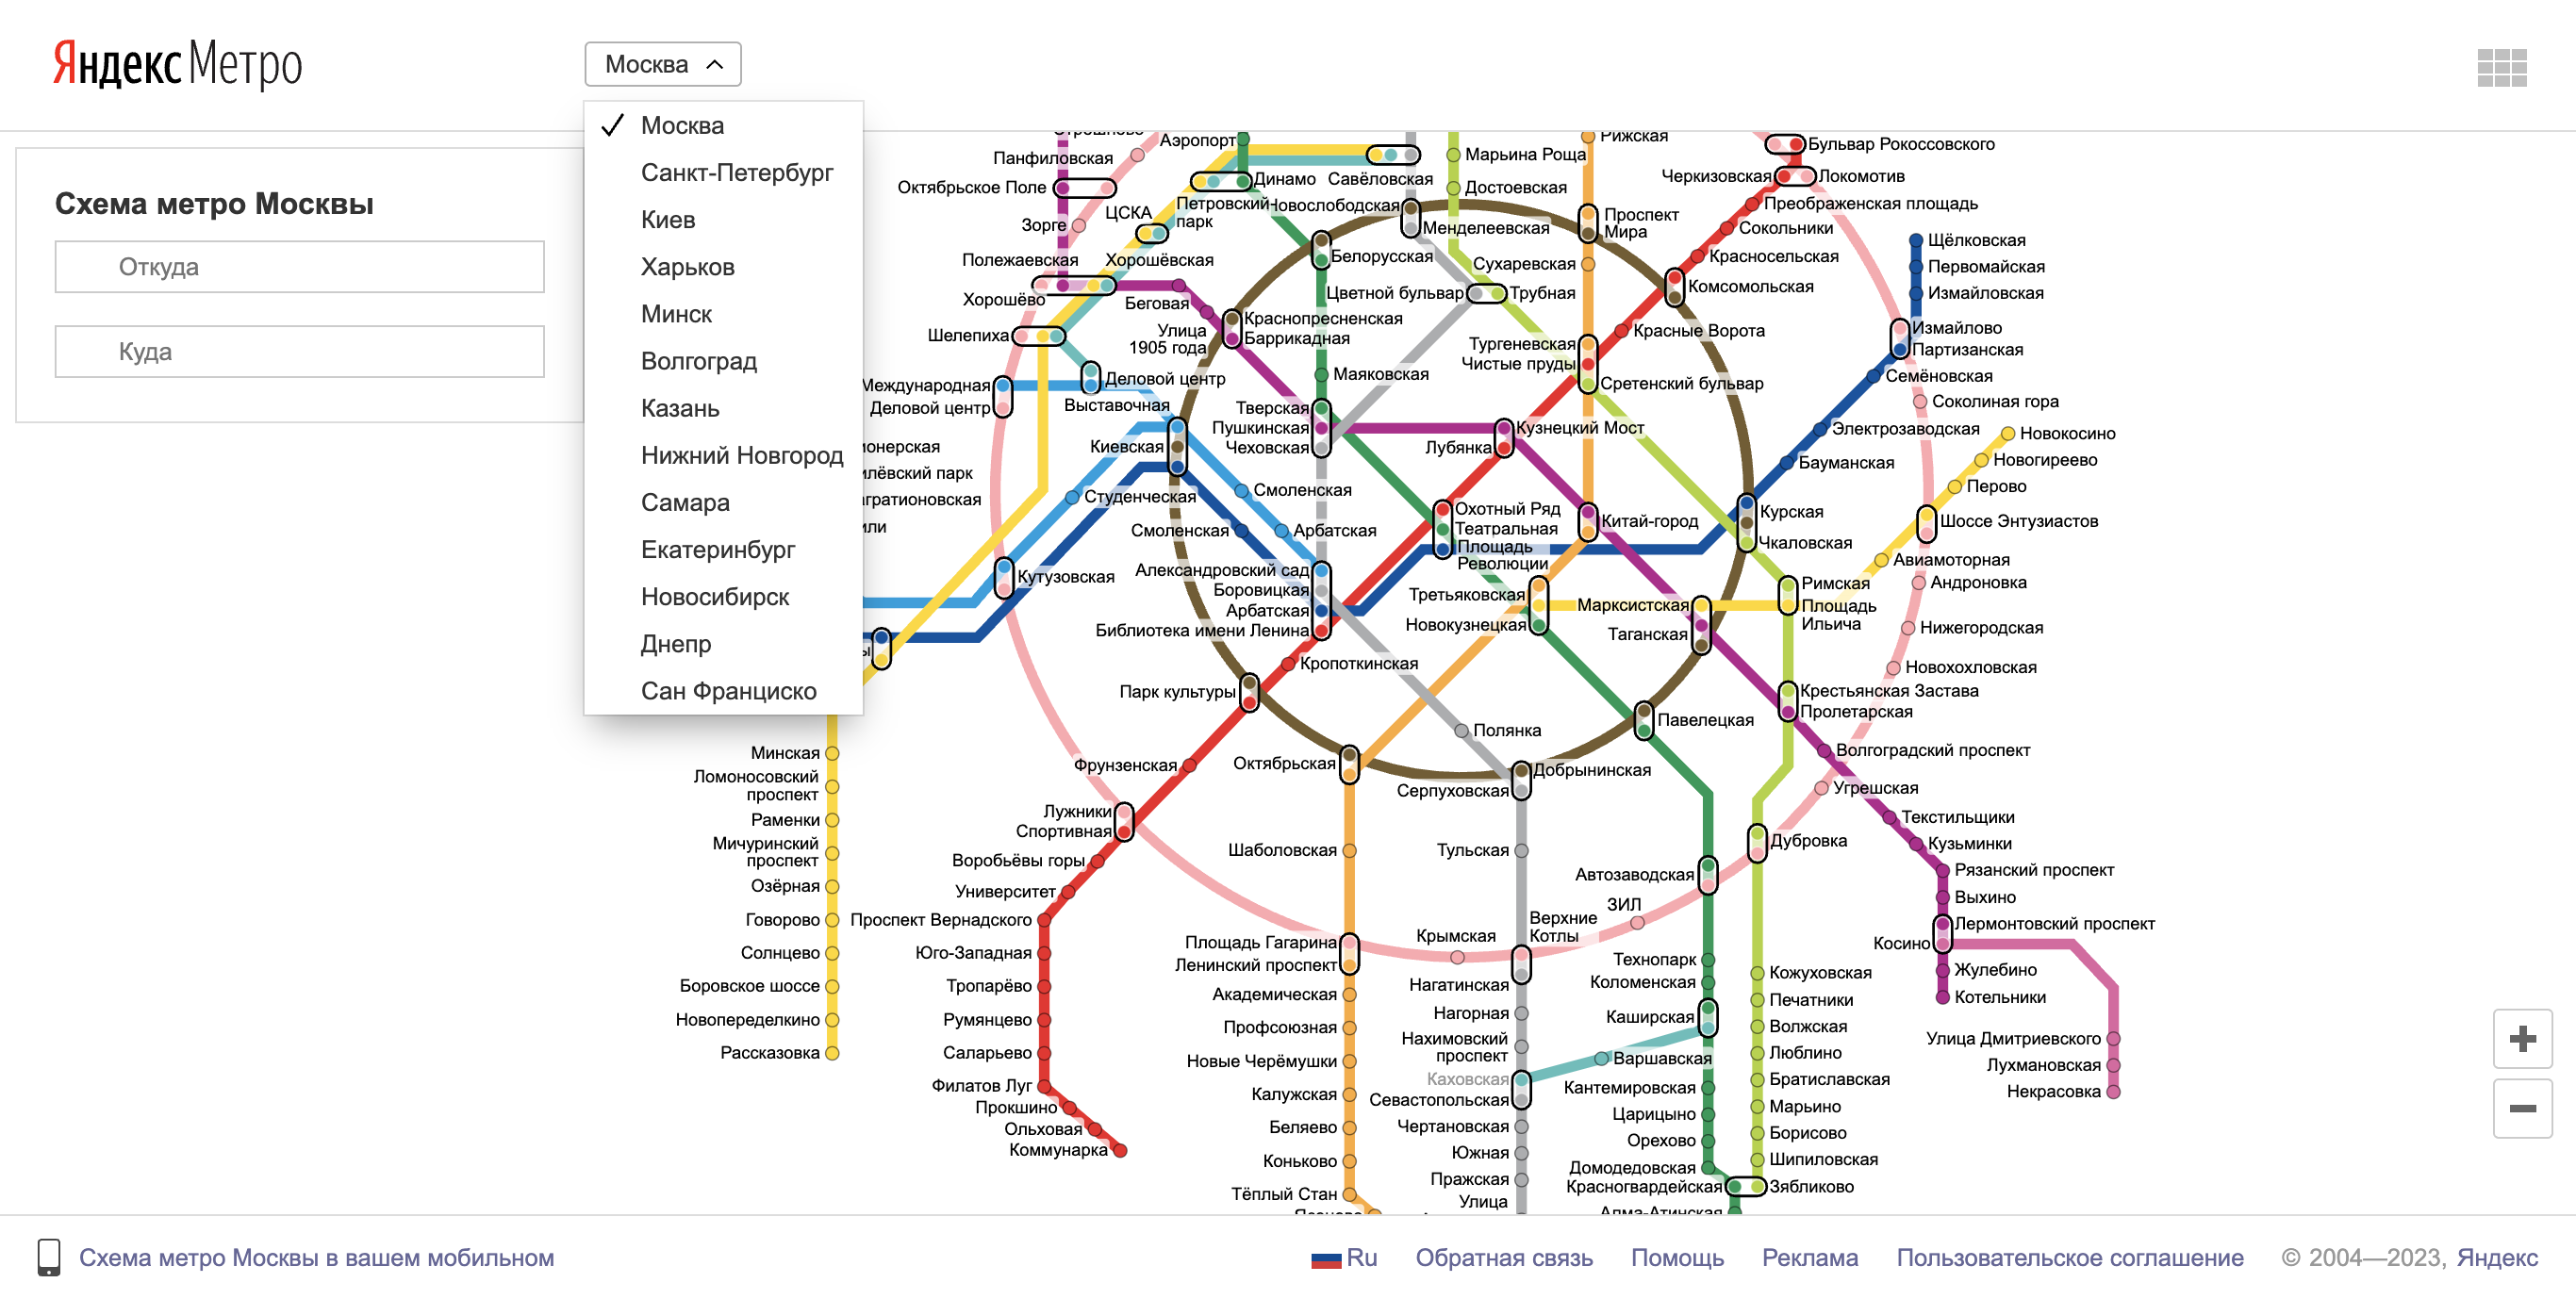 Яндекс Метро
Москва
Москва
Санкт-Петербург
Киев
Харьков
Минск
Волгоград
Казань
Нижний Новгород
Самара
Екатеринбург
Новосибирск
Днепр
Сан Франциско
Схема метро Москвы
Откуда
Куда
Аэропорт
Рижская
Бульвар Рокоссовского
Панфиловская
Марьина Роща
Октябрьское Поле
Динамо
Савёловская
Достоевская
Черкизовская
Локомотив
Зорге
ЦСКА
Петровский
парк
Новослободская
Менделеевская
Проспект
Мира
Преображенская площадь
Сокольники
Щёлковская
Полежаевская
Хорошёвская
Белорусская
Сухаревская
Красносельская
Первомайская
Хорошёво
Беговая
Цветной бульвар
Трубная
Комсомольская
Измайловская
Шелепиха
Улица
1905 года
Краснопресненская
Баррикадная
Тургеневская
Чистые пруды
Красные Ворота
Измайлово
Партизанская
Международная
Деловой центр
Деловой центр
Выставочная
Маяковская
Сретенский бульвар
Семёновская
Соколиная гора
Тверская
Пушкинская
Чеховская
Кузнецкий Мост
Лубянка
Электрозаводская
Новокосино
Киевская
Бауманская
Новогиреево
Перово
Студенческая
Смоленская
Смоленская
Арбатская
Охотный Ряд
Театральная
Площадь
Революции
Китай-город
Курская
Чкаловская
Шоссе Энтузиастов
Авиамоторная
Кутузовская
Александровский сад
Боровицкая
Арбатская
Библиотека имени Ленина
Третьяковская
Новокузнецкая
Марксистская
Таганская
Римская
Площадь
Ильича
Андроновка
Нижегородская
Кропоткинская
Новохохловская
Парк культуры
Полянка
Павелецкая
Крестьянская Застава
Пролетарская
Минская
Ломоносовский
проспект
Раменки
Мичуринский
проспект
Озёрная
Говорово
Солнцево
Боровское шоссе
Новопеределкино
Рассказовка
Фрунзенская
Октябрьская
Добрынинская
Серпуховская
Волгоградский проспект
Угрешская
Лужники
Спортивная
Воробьёвы горы
Университет
Проспект Вернадского
Юго-Западная
Тропарёво
Румянцево
Саларьево
Филатов Луг
Прокшино
Ольховая
Коммунарка
Шаболовская
Площадь Гагарина
Ленинский проспект
Академическая
Профсоюзная
Новые Черёмушки
Калужская
Беляево
Коньково
Тёплый Стан
Тульская
Крымская
Верхние
Котлы
ЗИЛ
Нагатинская
Нагорная
Нахимовский
проспект
Каховская
Севастопольская
Чертановская
Южная
Пражская
Улица
Автозаводская
Технопарк
Коломенская
Каширская
Варшавская
Кантемировская
Царицыно
Орехово
Домодедовская
Красногвардейская
Алма-Атинская
Дубровка
Кожуховская
Печатники
Волжская
Люблино
Братиславская
Марьино
Борисово
Шипиловская
Зябликово
Текстильщики
Кузьминки
Рязанский проспект
Выхино
Лермонтовский проспект
Косино
Жулебино
Котельники
Улица Дмитриевского
Лухмановская
Некрасовка
Схема метро Москвы в вашем мобильном
Ru
Обратная связь
Помощь
Реклама
Пользовательское соглашение
© 2004—2023, Яндекс